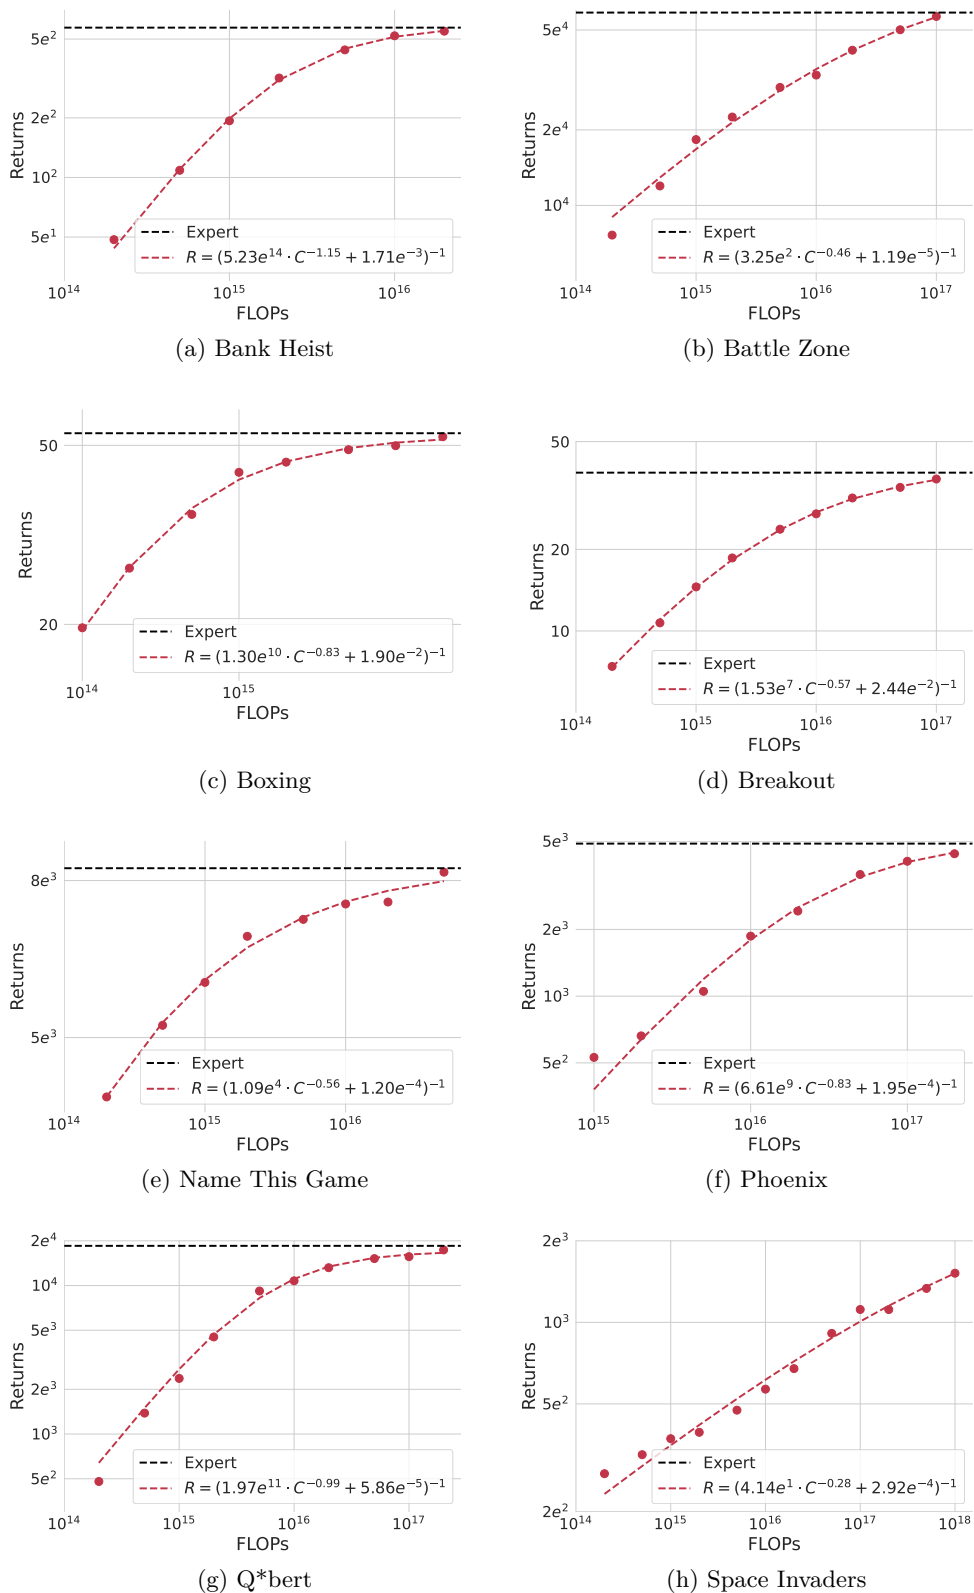 5e²
2e²
10²
5e¹
Returns
Expert
R = (5.23e¹⁴ · C⁻¹·¹⁵ + 1.71e⁻³)⁻¹
10¹⁴
10¹⁵
10¹⁶
FLOPs
(a) Bank Heist
5e⁴
2e⁴
10⁴
Returns
Expert
R = (3.25e² · C⁻⁰·⁴⁶ + 1.19e⁻⁵)⁻¹
10¹⁴
10¹⁵
10¹⁶
10¹⁷
FLOPs
(b) Battle Zone
50
20
Returns
Expert
R = (1.30e¹⁰ · C⁻⁰·⁸³ + 1.90e⁻²)⁻¹
10¹⁴
10¹⁵
FLOPs
(c) Boxing
50
20
10
Returns
Expert
R = (1.53e⁷ · C⁻⁰·⁵⁷ + 2.44e⁻²)⁻¹
10¹⁴
10¹⁵
10¹⁶
10¹⁷
FLOPs
(d) Breakout
8e³
5e³
Returns
Expert
R = (1.09e⁴ · C⁻⁰·⁵⁶ + 1.20e⁻⁴)⁻¹
10¹⁴
10¹⁵
10¹⁶
FLOPs
(e) Name This Game
5e³
2e³
10³
5e²
Returns
Expert
R = (6.61e⁹ · C⁻⁰·⁸³ + 1.95e⁻⁴)⁻¹
10¹⁵
10¹⁶
10¹⁷
FLOPs
(f) Phoenix
2e⁴
10⁴
5e³
2e³
10³
5e²
Returns
Expert
R = (1.97e¹¹ · C⁻⁰·⁹⁹ + 5.86e⁻⁵)⁻¹
10¹⁴
10¹⁵
10¹⁶
10¹⁷
FLOPs
(g) Q*bert
2e³
10³
5e²
2e²
Returns
Expert
R = (4.14e¹ · C⁻⁰·²⁸ + 2.92e⁻⁴)⁻¹
10¹⁴
10¹⁵
10¹⁶
10¹⁷
10¹⁸
FLOPs
(h) Space Invaders